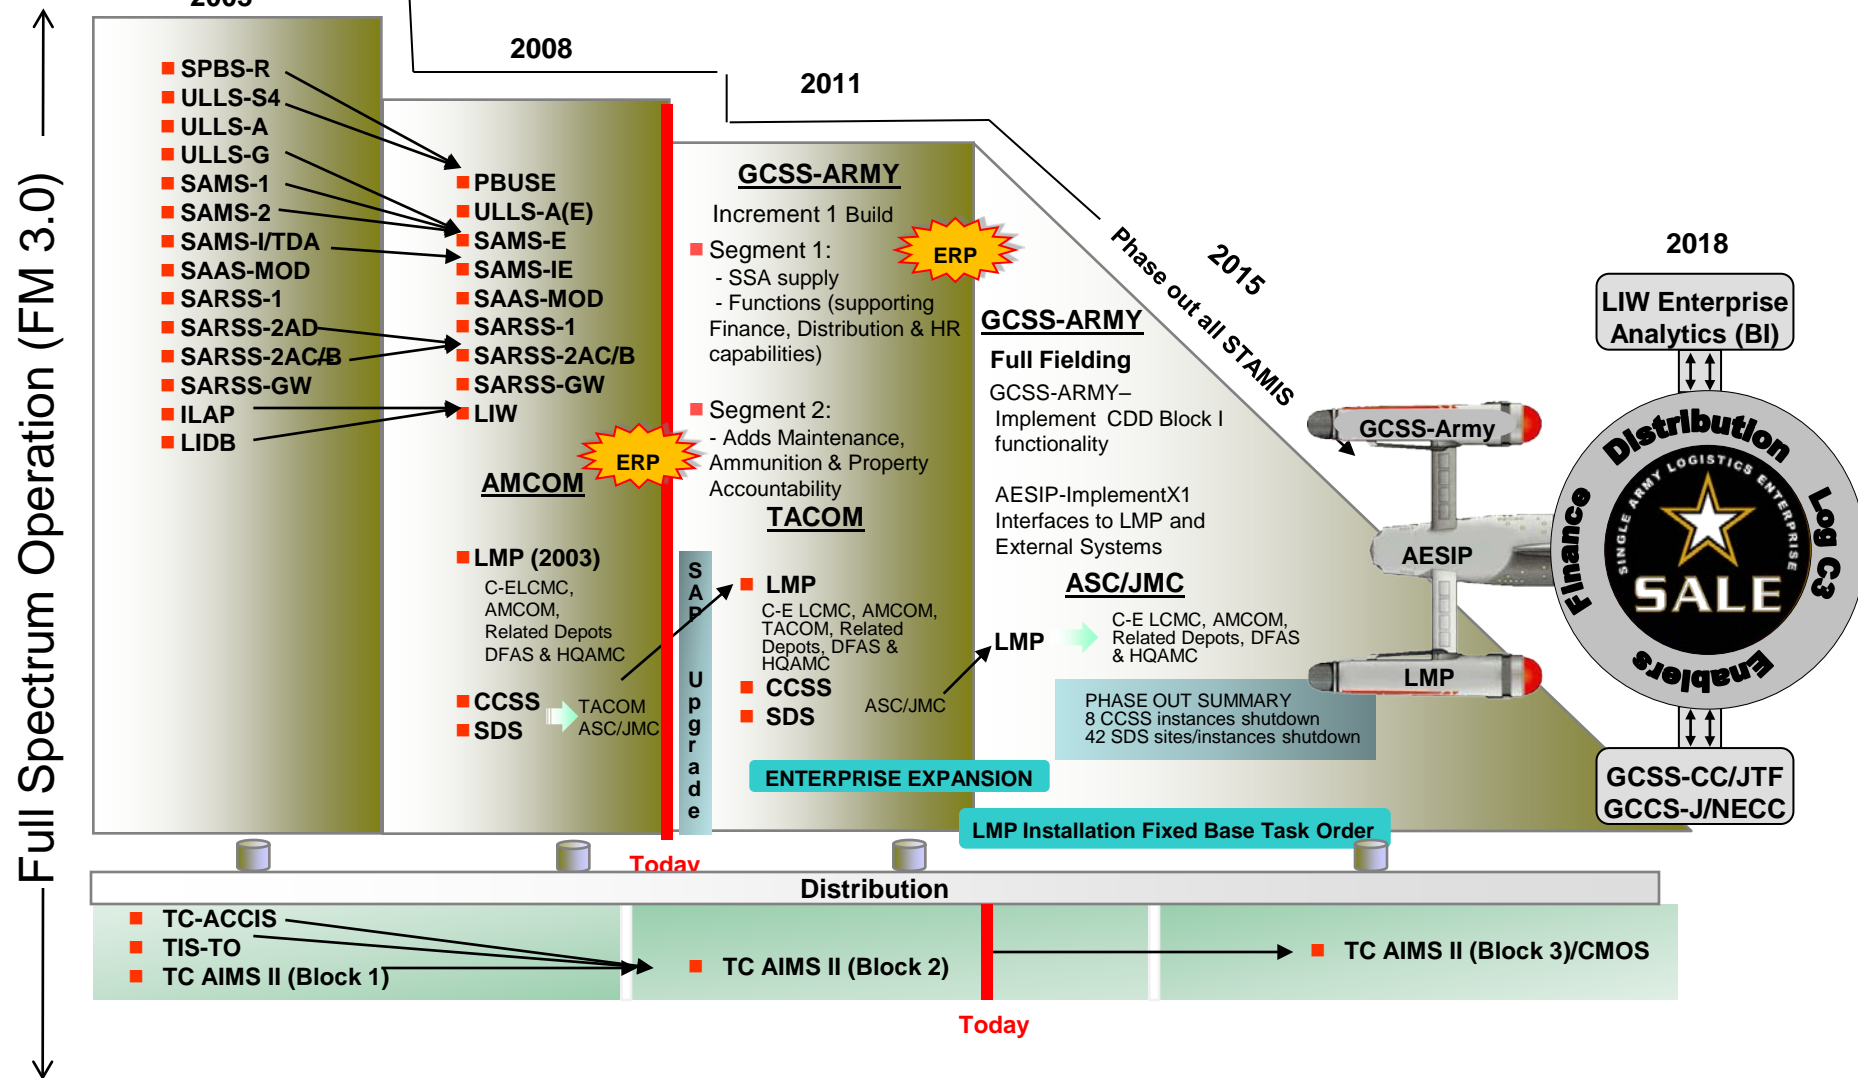 2008
2011
2015
2018
Full Spectrum Operation (FM 3.0)
SPBS-R
ULLS-S4
ULLS-A
ULLS-G
SAMS-1
SAMS-2
SAMS-I/TDA
SAAS-MOD
SARSS-1
SARSS-2AD
SARSS-2AC/B
SARSS-GW
ILAP
LIDB
PBUSE
ULLS-A(E)
SAMS-E
SAMS-IE
SAAS-MOD
SARSS-1
SARSS-2AC/B
SARSS-GW
LIW
ERP
AMCOM
LMP (2003)
C-ELCMC,
AMCOM,
Related Depots
DFAS & HQAMC
CCSS
SDS
TACOM
ASC/JMC
SAP Upgrade
GCSS-ARMY
Increment 1 Build
Segment 1:
- SSA supply
- Functions (supporting
Finance, Distribution & HR
capabilities)
Segment 2:
- Adds Maintenance,
Ammunition & Property
Accountability
ERP
TACOM
LMP
C-E LCMC, AMCOM,
TACOM, Related
Depots, DFAS &
HQAMC
CCSS
SDS
ASC/JMC
ENTERPRISE EXPANSION
Phase out all STAMIS
GCSS-ARMY
Full Fielding
GCSS-ARMY–
Implement CDD Block I
functionality
AESIP-ImplementX1
Interfaces to LMP and
External Systems
ASC/JMC
LMP
C-E LCMC, AMCOM,
Related Depots, DFAS
& HQAMC
PHASE OUT SUMMARY
8 CCSS instances shutdown
42 SDS sites/instances shutdown
LMP Installation Fixed Base Task Order
GCSS-Army
AESIP
LMP
LIW Enterprise
Analytics (BI)
Distribution
Log C3
Enablers
Finance
SINGLE ARMY LOGISTICS ENTERPRISE
SALE
GCSS-CC/JTF
GCCS-J/NECC
Today
Distribution
TC-ACCIS
TIS-TO
TC AIMS II (Block 1)
TC AIMS II (Block 2)
TC AIMS II (Block 3)/CMOS
Today